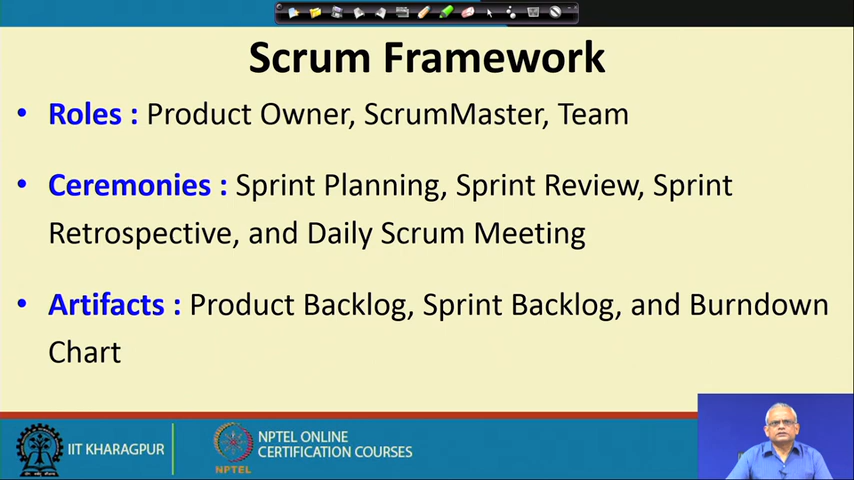 Scrum Framework
• Roles : Product Owner, ScrumMaster, Team
• Ceremonies : Sprint Planning, Sprint Review, Sprint
Retrospective, and Daily Scrum Meeting
• Artifacts : Product Backlog, Sprint Backlog, and Burndown
Chart
IIT KHARAGPUR
NPTEL
NPTEL ONLINE
CERTIFICATION COURSES